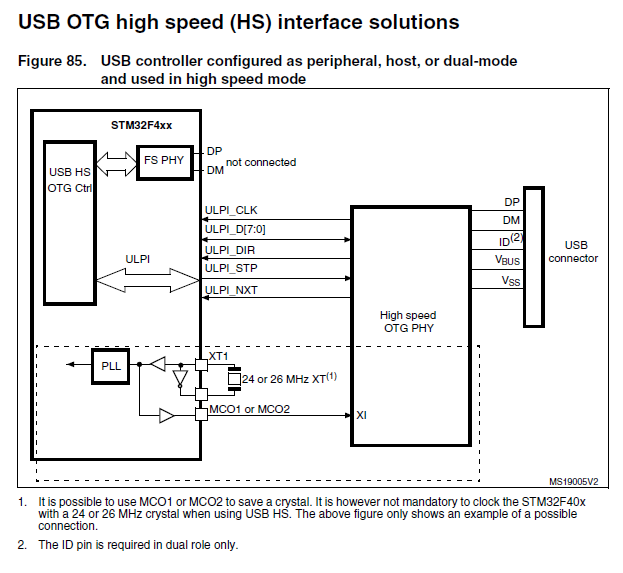 USB OTG high speed (HS) interface solutions
Figure 85. USB controller configured as peripheral, host, or dual-mode
and used in high speed mode
STM32F4xx
USB HS
OTG Ctrl
FS PHY
DP
DM
not connected
ULPI
ULPI_CLK
ULPI_D[7:0]
ULPI_DIR
ULPI_STP
ULPI_NXT
High speed
OTG PHY
DP
DM
ID(2)
VBUS
VSS
USB
connector
PLL
XT1
24 or 26 MHz XT(1)
MCO1 or MCO2
XI
MS19005V2
1. It is possible to use MCO1 or MCO2 to save a crystal. It is however not mandatory to clock the STM32F40x
with a 24 or 26 MHz crystal when using USB HS. The above figure only shows an example of a possible
connection.
2. The ID pin is required in dual role only.